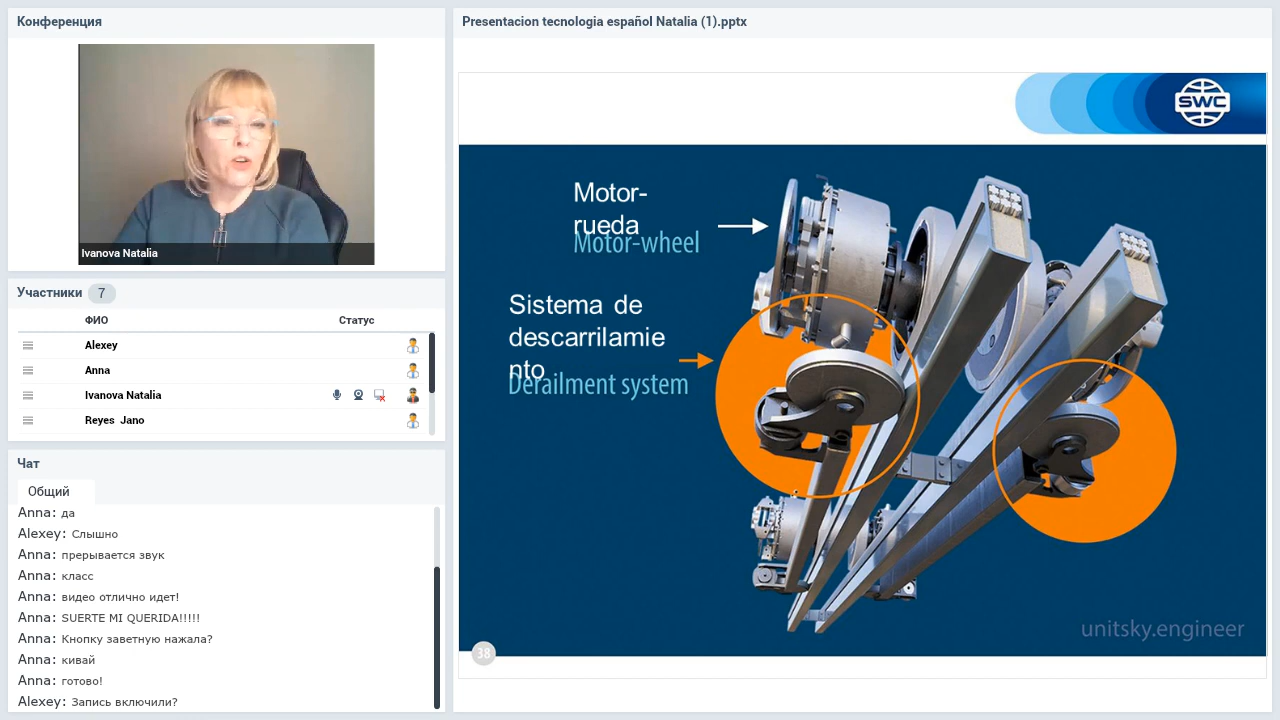 Конференция
Ivanova Natalia
Участники 7
ФИО Статус
Alexey
Anna
Ivanova Natalia
Reyes Jano
Чат
Общий
Anna: да
Alexey: Слышно
Anna: прерывается звук
Anna: класс
Anna: видео отлично идет!
Anna: SUERTE MI QUERIDA!!!!!
Anna: Кнопку заветную нажала?
Anna: кивай
Anna: готово!
Alexey: Запись включили?
Presentacion tecnologia español Natalia (1).pptx
SWC
Motor-
rueda
Motor-wheel
Sistema de
descarrilamie
nto
Derailment system
unitsky.engineer
38